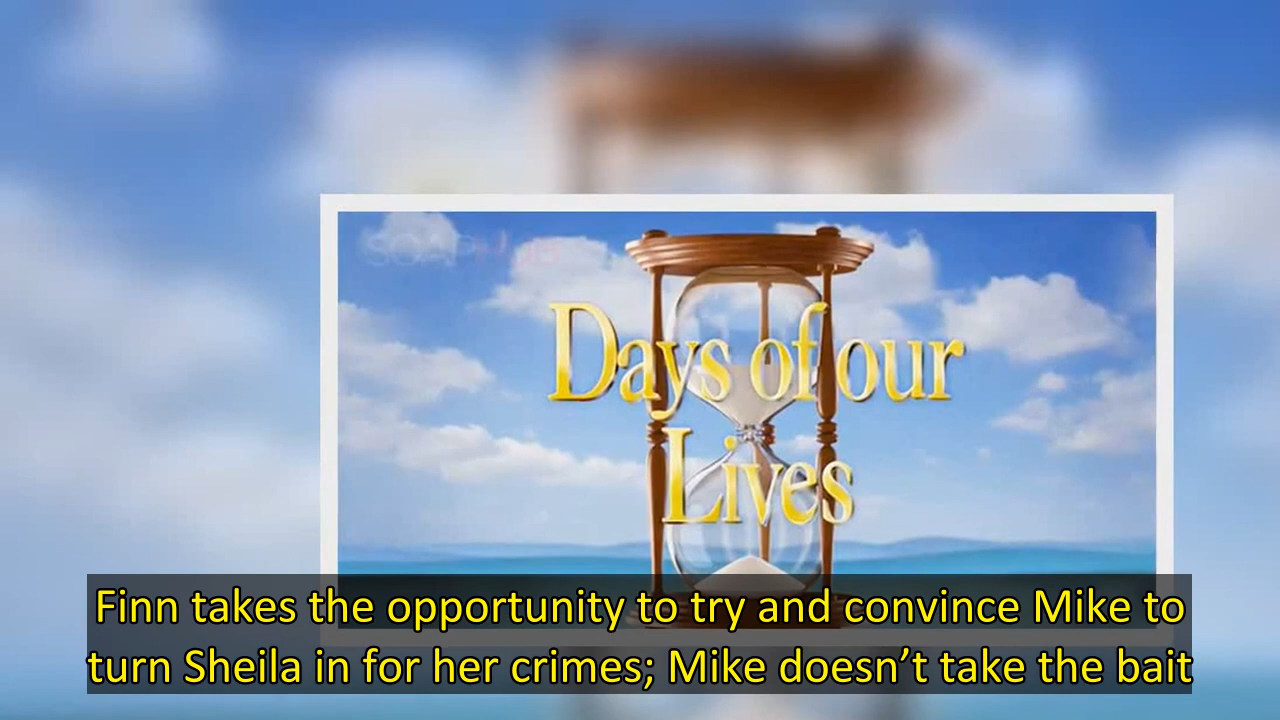 SOAP
Days of our
Lives
Finn takes the opportunity to try and convince Mike to
turn Sheila in for her crimes; Mike doesn’t take the bait